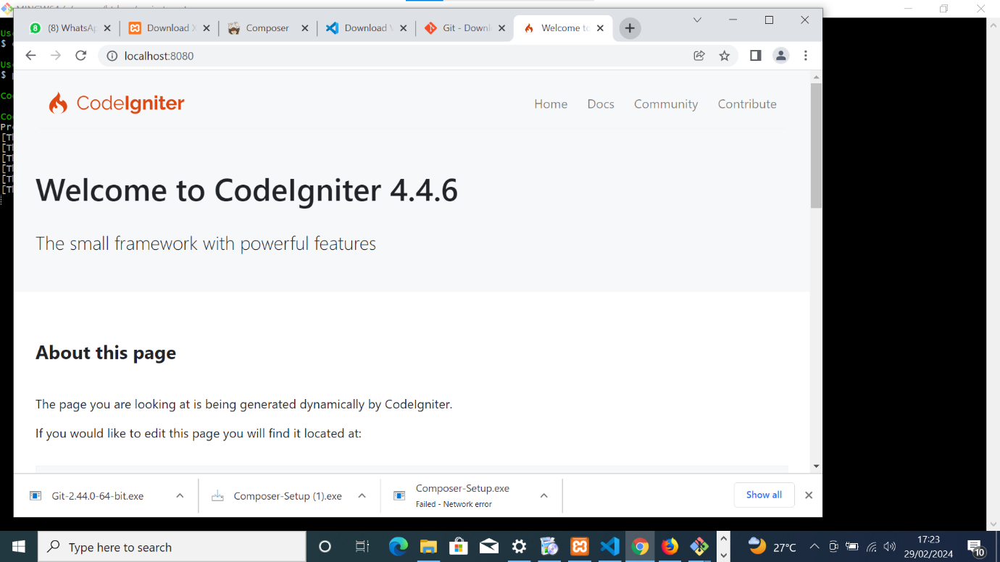 (8) WhatsAp
Download X
Composer
Download V
Git - Downl
Welcome to
localhost:8080
CodeIgniter
Home
Docs
Community
Contribute
Welcome to CodeIgniter 4.4.6
The small framework with powerful features
About this page
The page you are looking at is being generated dynamically by CodeIgniter.
If you would like to edit this page you will find it located at:
Git-2.44.0-64-bit.exe
Composer-Setup (1).exe
Composer-Setup.exe
Failed - Network error
Show all
Type here to search
27°C
17:23
29/02/2024
10